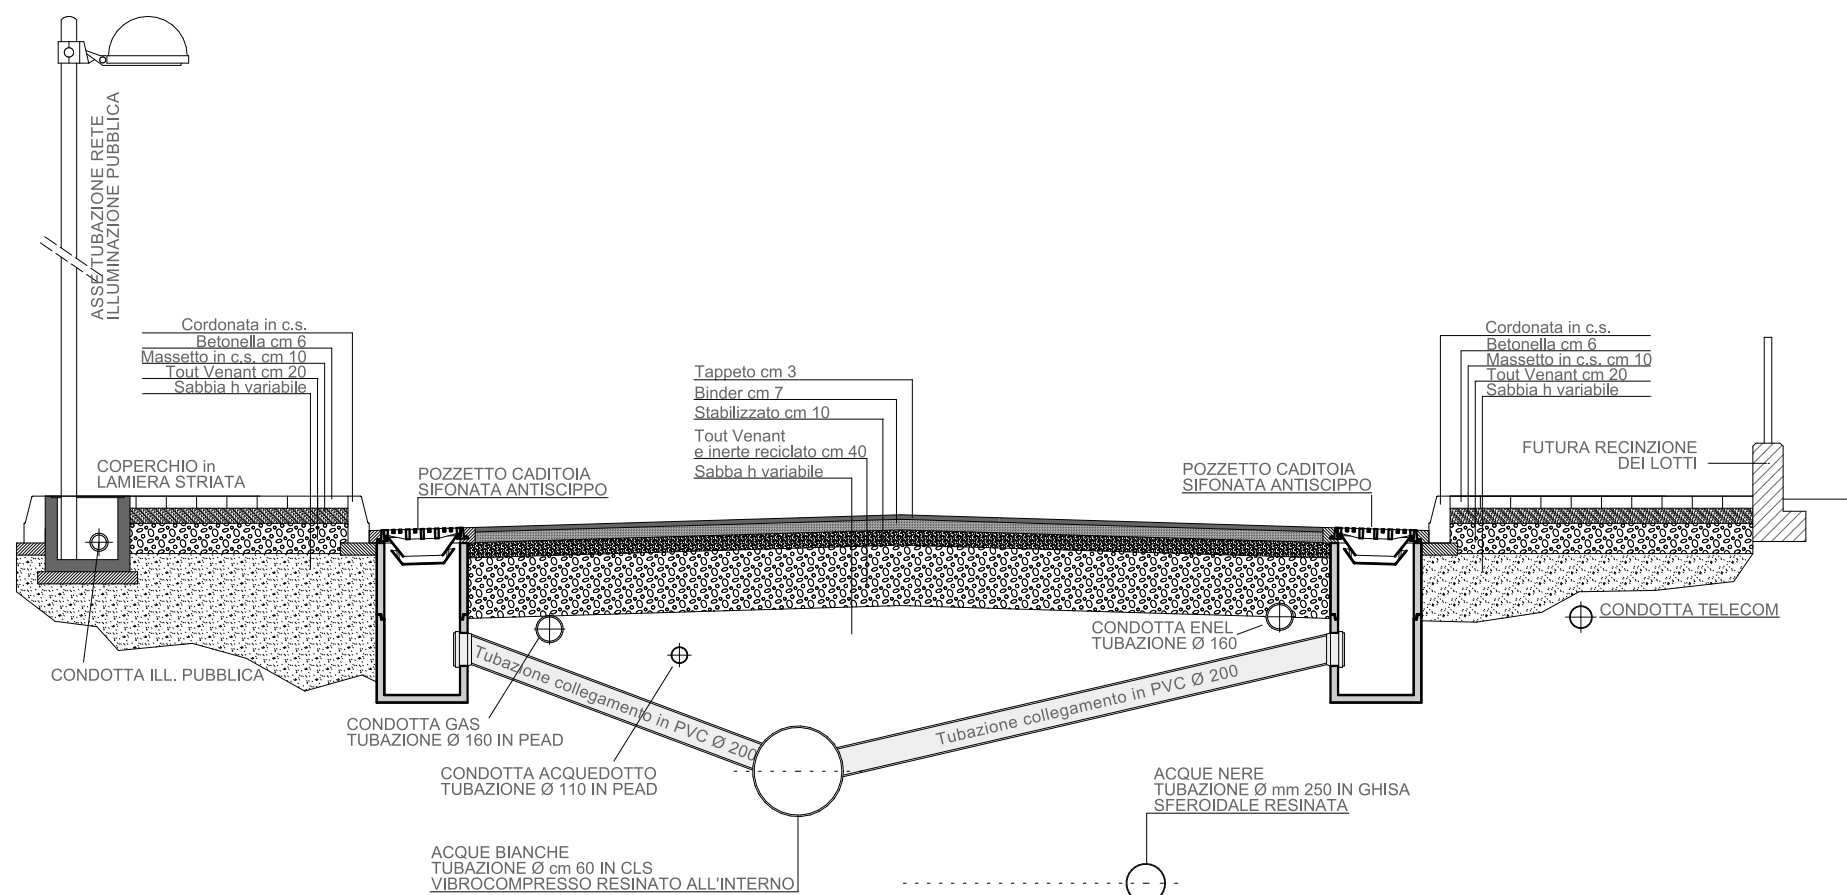 ASSE TUBAZIONE RETE
ILLUMINAZIONE PUBBLICA
Cordonata in c.s.
Betonella cm 6
Massetto in c.s. cm 10
Tout Venant cm 20
Sabbia h variabile
COPERCHIO in
LAMIERA STRIATA
CONDOTTA ILL. PUBBLICA
POZZETTO CADITOIA
SIFONATA ANTISCIPPO
Tappeto cm 3
Binder cm 7
Stabilizzato cm 10
Tout Venant
e inerte reciclato cm 40
Sabba h variabile
POZZETTO CADITOIA
SIFONATA ANTISCIPPO
Cordonata in c.s.
Betonella cm 6
Massetto in c.s. cm 10
Tout Venant cm 20
Sabbia h variabile
FUTURA RECINZIONE
DEI LOTTI
CONDOTTA TELECOM
CONDOTTA ENEL
TUBAZIONE Ø 160
Tubazione collegamento in PVC Ø 200
Tubazione collegamento in PVC Ø 200
CONDOTTA GAS
TUBAZIONE Ø 160 IN PEAD
CONDOTTA ACQUEDOTTO
TUBAZIONE Ø 110 IN PEAD
ACQUE BIANCHE
TUBAZIONE Ø cm 60 IN CLS
VIBROCOMPRESSO RESINATO ALL'INTERNO
ACQUE NERE
TUBAZIONE Ø mm 250 IN GHISA
SFEROIDALE RESINATA